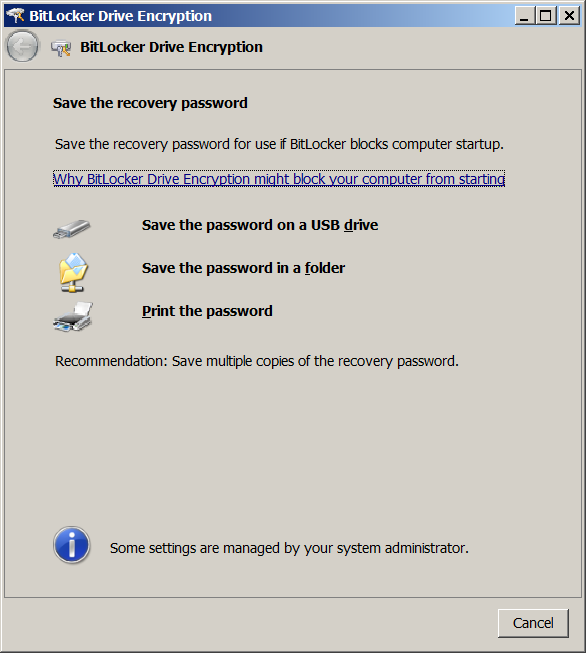 BitLocker Drive Encryption
BitLocker Drive Encryption
Save the recovery password
Save the recovery password for use if BitLocker blocks computer startup.
Why BitLocker Drive Encryption might block your computer from starting
Save the password on a USB drive
Save the password in a folder
Print the password
Recommendation: Save multiple copies of the recovery password.
Some settings are managed by your system administrator.
Cancel